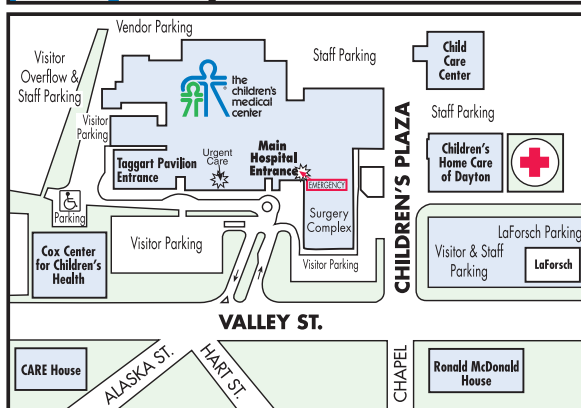 Vendor Parking
Visitor
Overflow &
Staff Parking
Staff Parking
Child
Care
Center
the
children's
medical
center
Staff Parking
Visitor
Parking
Taggart Pavilion
Entrance
Urgent
Care
Main
Hospital
Entrance
EMERGENCY
CHILDREN'S PLAZA
Children's
Home Care
of Dayton
Parking
Surgery
Complex
Cox Center
for Children's
Health
Visitor Parking
Visitor Parking
LaForsch Parking
Visitor & Staff
Parking
LaForsch
VALLEY ST.
CARE House
ALASKA ST.
HART ST.
CHAPEL
Ronald McDonald
House